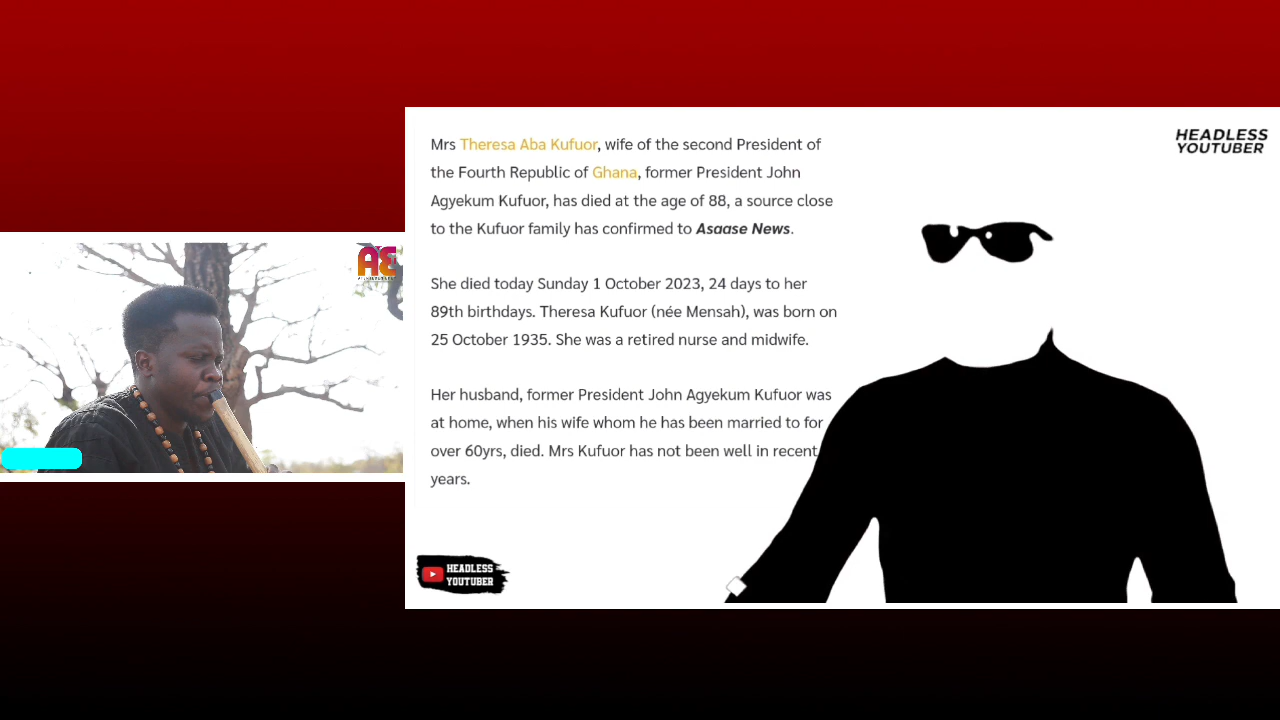 HEADLESS
YOUTUBER
Mrs Theresa Aba Kufuor, wife of the second President of
the Fourth Republic of Ghana, former President John
Agyekum Kufuor, has died at the age of 88, a source close
to the Kufuor family has confirmed to Asaase News.
She died today Sunday 1 October 2023, 24 days to her
89th birthdays. Theresa Kufuor (née Mensah), was born on
25 October 1935. She was a retired nurse and midwife.
Her husband, former President John Agyekum Kufuor was
at home, when his wife whom he has been married to for
over 60yrs, died. Mrs Kufuor has not been well in recent
years.
AE
HEADLESS
YOUTUBER